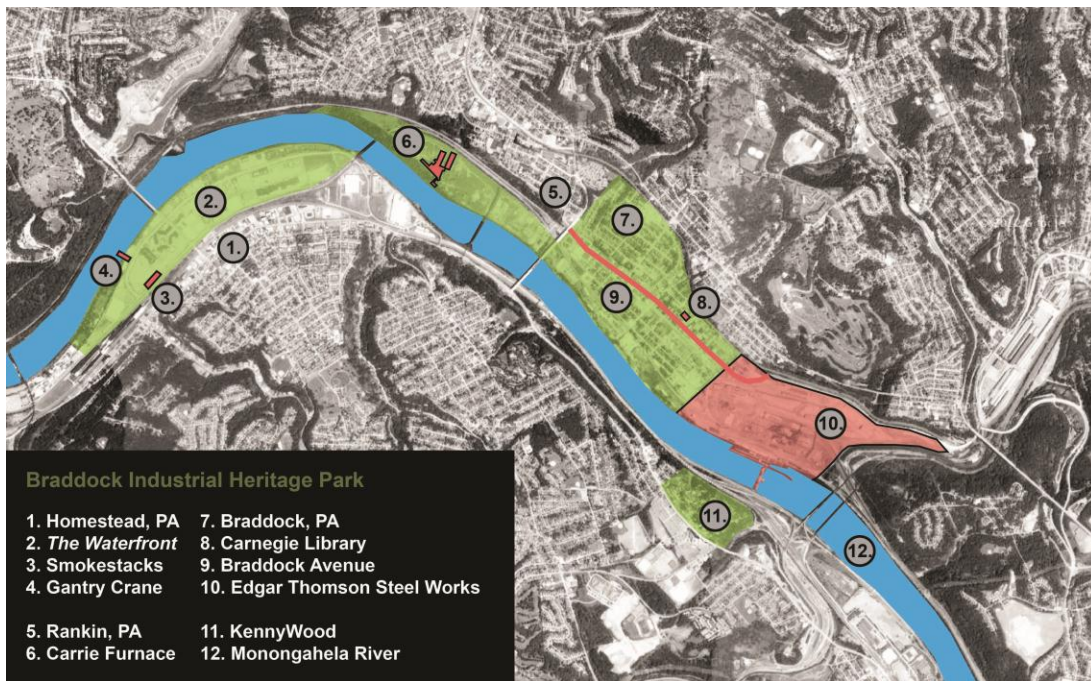 6.
5.
7.
2.
1.
4.
3.
9.
8.
10.
11.
12.
Braddock Industrial Heritage Park
1. Homestead, PA
2. The Waterfront
3. Smokestacks
4. Gantry Crane
5. Rankin, PA
6. Carrie Furnace
7. Braddock, PA
8. Carnegie Library
9. Braddock Avenue
10. Edgar Thomson Steel Works
11. KennyWood
12. Monongahela River